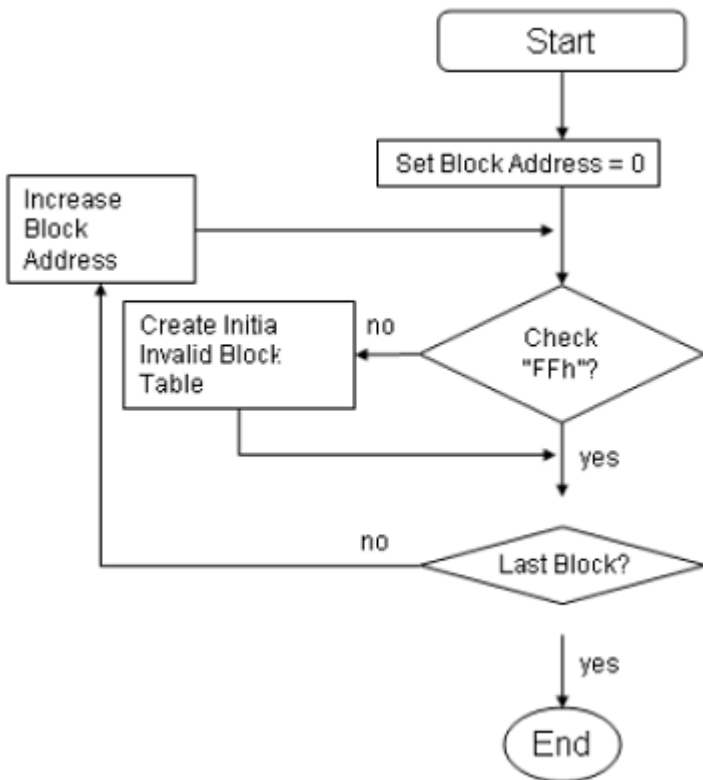 Start
Set Block Address = 0
Increase
Block
Address
Create Initia
Invalid Block
Table
no
Check
"FFh"?
yes
no
Last Block?
yes
End